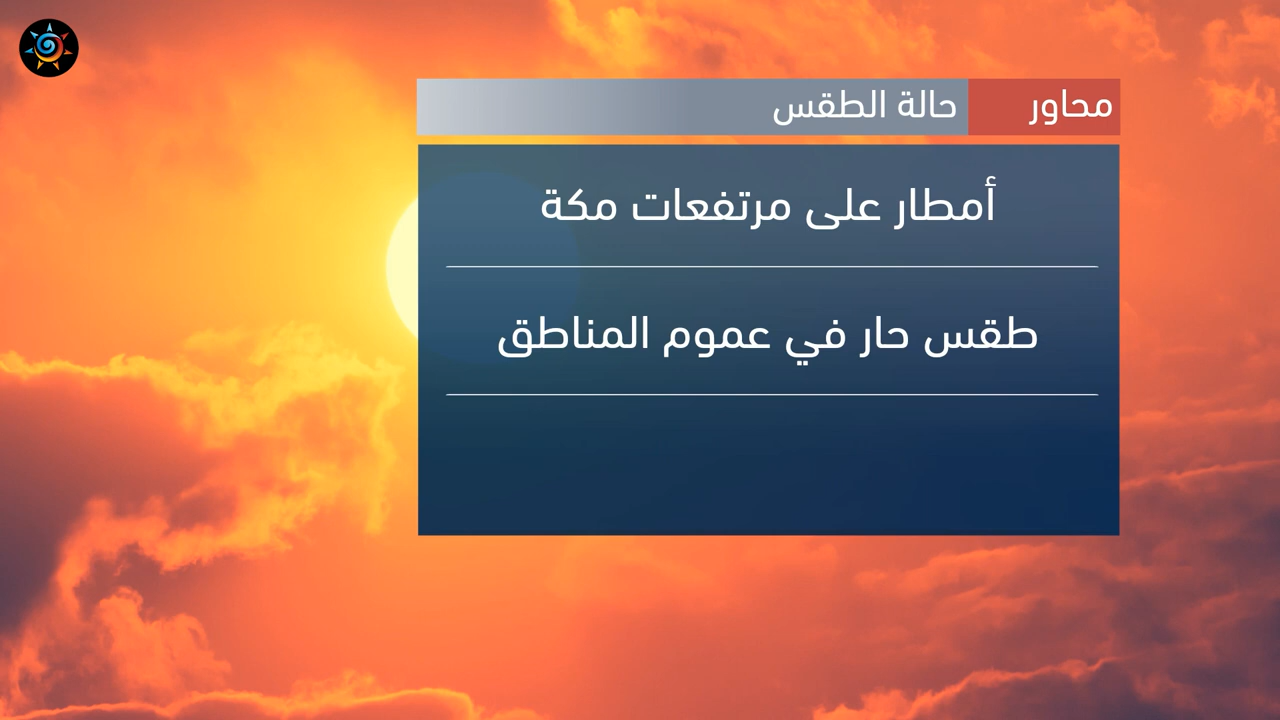 محاور حالة الطقس
أمطار على مرتفعات مكة
طقس حار في عموم المناطق